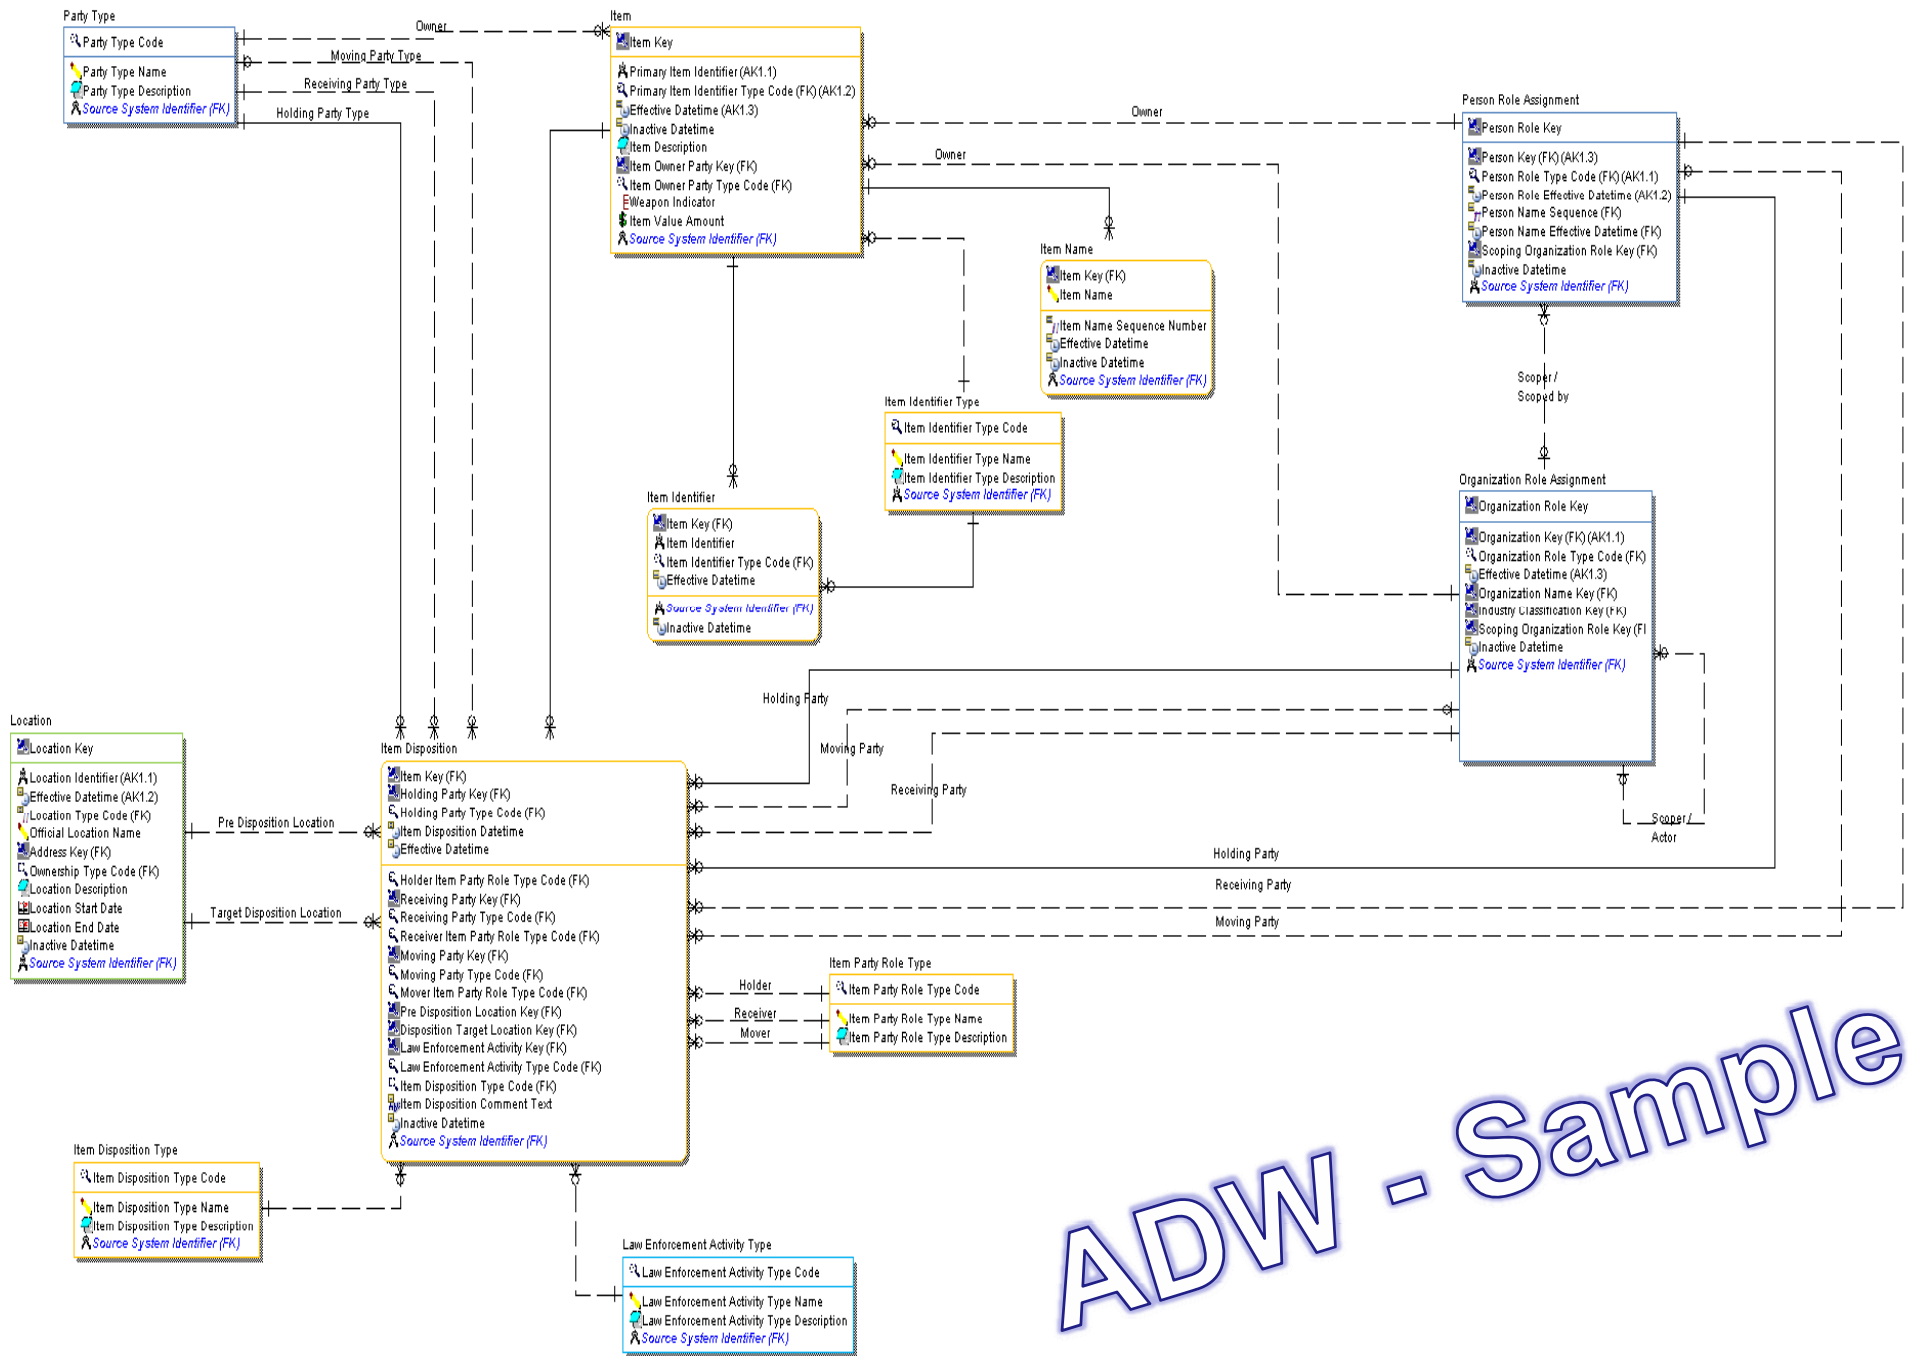 Party Type
Party Type Code
Party Type Name
Party Type Description
Source System Identifier (FK)
Owner
Moving Party Type
Receiving Party Type
Holding Party Type
Item
Item Key
Primary Item Identifier (AK1.1)
Primary Item Identifier Type Code (FK) (AK1.2)
Effective Datetime (AK1.3)
Inactive Datetime
Item Description
Item Owner Party Key (FK)
Item Owner Party Type Code (FK)
Weapon Indicator
Item Value Amount
Source System Identifier (FK)
Owner
Owner
Person Role Assignment
Person Role Key
Person Key (FK) (AK1.3)
Person Role Type Code (FK) (AK1.1)
Person Role Effective Datetime (AK1.2)
Person Name Sequence (FK)
Person Name Effective Datetime (FK)
Scoping Organization Role Key (FK)
Inactive Datetime
Source System Identifier (FK)
Item Name
Item Key (FK)
Item Name
Item Name Sequence Number
Effective Datetime
Inactive Datetime
Source System Identifier (FK)
Scoper /
Scoped by
Item Identifier Type
Item Identifier Type Code
Item Identifier Type Name
Item Identifier Type Description
Source System Identifier (FK)
Item Identifier
Item Key (FK)
Item Identifier
Item Identifier Type Code (FK)
Effective Datetime
Source System Identifier (FK)
Inactive Datetime
Organization Role Assignment
Organization Role Key
Organization Key (FK) (AK1.1)
Organization Role Type Code (FK)
Effective Datetime (AK1.3)
Organization Name Key (FK)
Industry Classification Key (FK)
Scoping Organization Role Key (FI
Inactive Datetime
Source System Identifier (FK)
Holding Party
Moving Party
Receiving Party
Scoper /
Actor
Holding Party
Receiving Party
Moving Party
Location
Location Key
Location Identifier (AK1.1)
Effective Datetime (AK1.2)
Location Type Code (FK)
Official Location Name
Address Key (FK)
Ownership Type Code (FK)
Location Description
Location Start Date
Location End Date
Inactive Datetime
Source System Identifier (FK)
Pre Disposition Location
Target Disposition Location
Item Disposition
Item Key (FK)
Holding Party Key (FK)
Holding Party Type Code (FK)
Item Disposition Datetime
Effective Datetime
Holder Item Party Role Type Code (FK)
Receiving Party Key (FK)
Receiving Party Type Code (FK)
Receiver Item Party Role Type Code (FK)
Moving Party Key (FK)
Moving Party Type Code (FK)
Mover Item Party Role Type Code (FK)
Pre Disposition Location Key (FK)
Disposition Target Location Key (FK)
Law Enforcement Activity Key (FK)
Law Enforcement Activity Type Code (FK)
Item Disposition Type Code (FK)
Item Disposition Comment Text
Inactive Datetime
Source System Identifier (FK)
Holder
Receiver
Mover
Item Party Role Type
Item Party Role Type Code
Item Party Role Type Name
Item Party Role Type Description
Item Disposition Type
Item Disposition Type Code
Item Disposition Type Name
Item Disposition Type Description
Source System Identifier (FK)
Law Enforcement Activity Type
Law Enforcement Activity Type Code
Law Enforcement Activity Type Name
Law Enforcement Activity Type Description
Source System Identifier (FK)
ADW - Sample